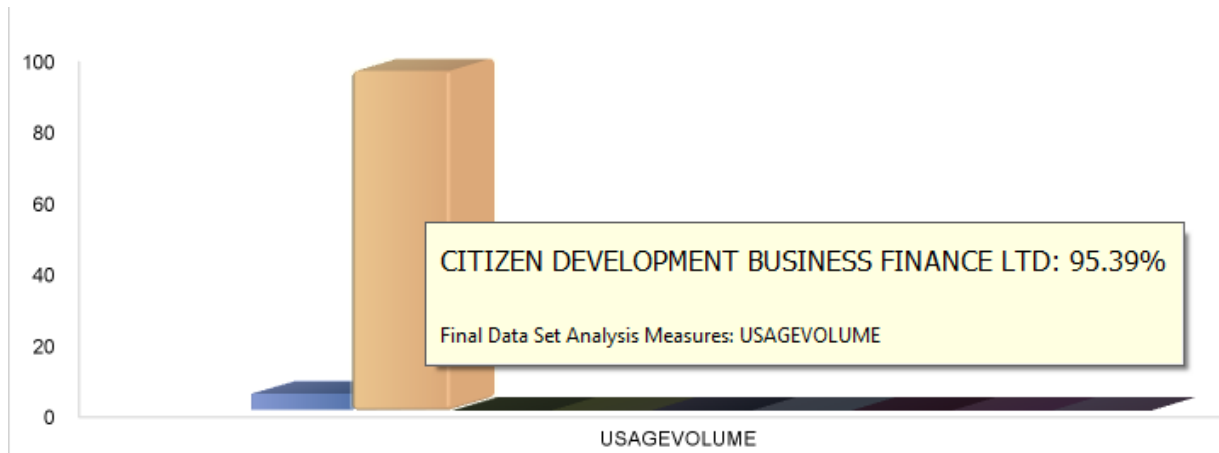 100
80
60
40
20
0
CITIZEN DEVELOPMENT BUSINESS FINANCE LTD: 95.39%
Final Data Set Analysis Measures: USAGEVOLUME
USAGEVOLUME